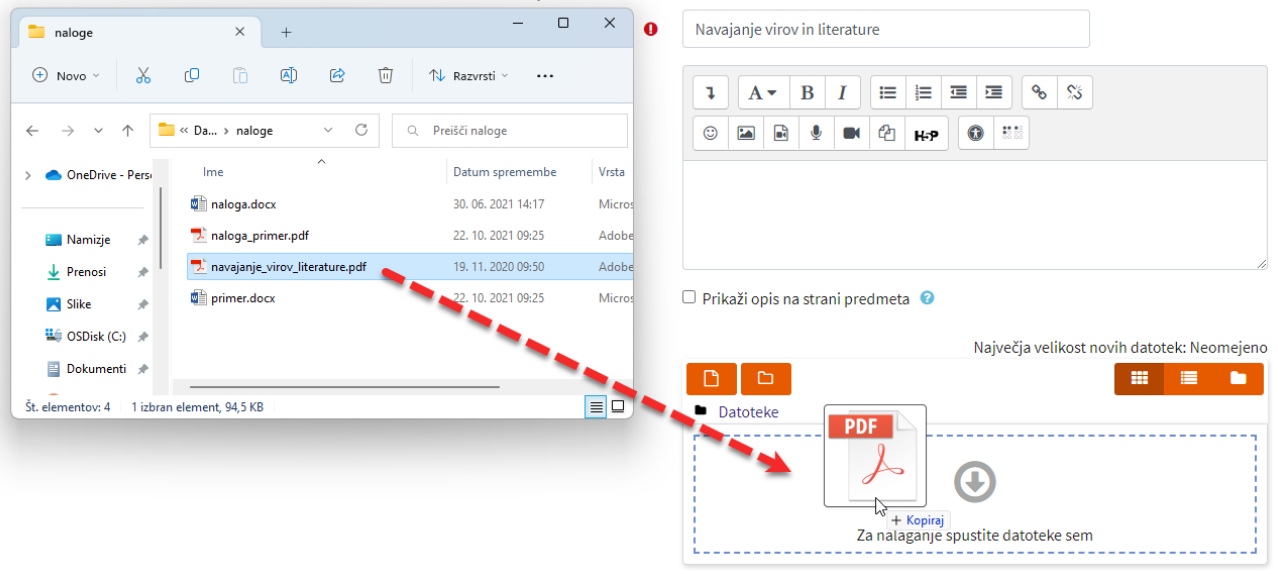 naloge
Novo
Razvrsti
Da... › naloge
Preišči naloge
OneDrive - Perso
Namizje
Prenosi
Slike
OSDisk (C:)
Dokumenti
Ime Datum spremembe Vrsta
naloga.docx 30. 06. 2021 14:17 Micros
naloga_primer.pdf 22. 10. 2021 09:25 Adobe
navajanje_virov_literature.pdf 19. 11. 2020 09:50 Adobe
primer.docx 22. 10. 2021 09:25 Micros
Št. elementov: 4 1 izbran element, 94,5 KB
Navajanje virov in literature
A B I
H5P
Prikaži opis na strani predmeta
Največja velikost novih datotek: Neomejeno
Datoteke
PDF
+ Kopiraj
Za nalaganje spustite datoteke sem